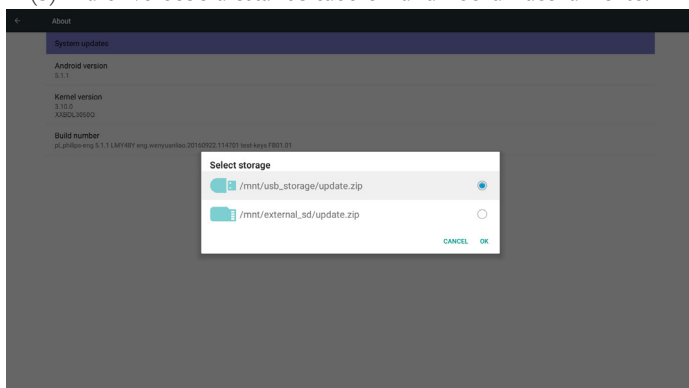 About
System updates
Android version
5.1.1
Kernel version
3.10.0
XXBDL3050Q
Build number
Select storage
/mnt/usb_storage/update.zip
/mnt/external_sd/update.zip
CANCEL OK